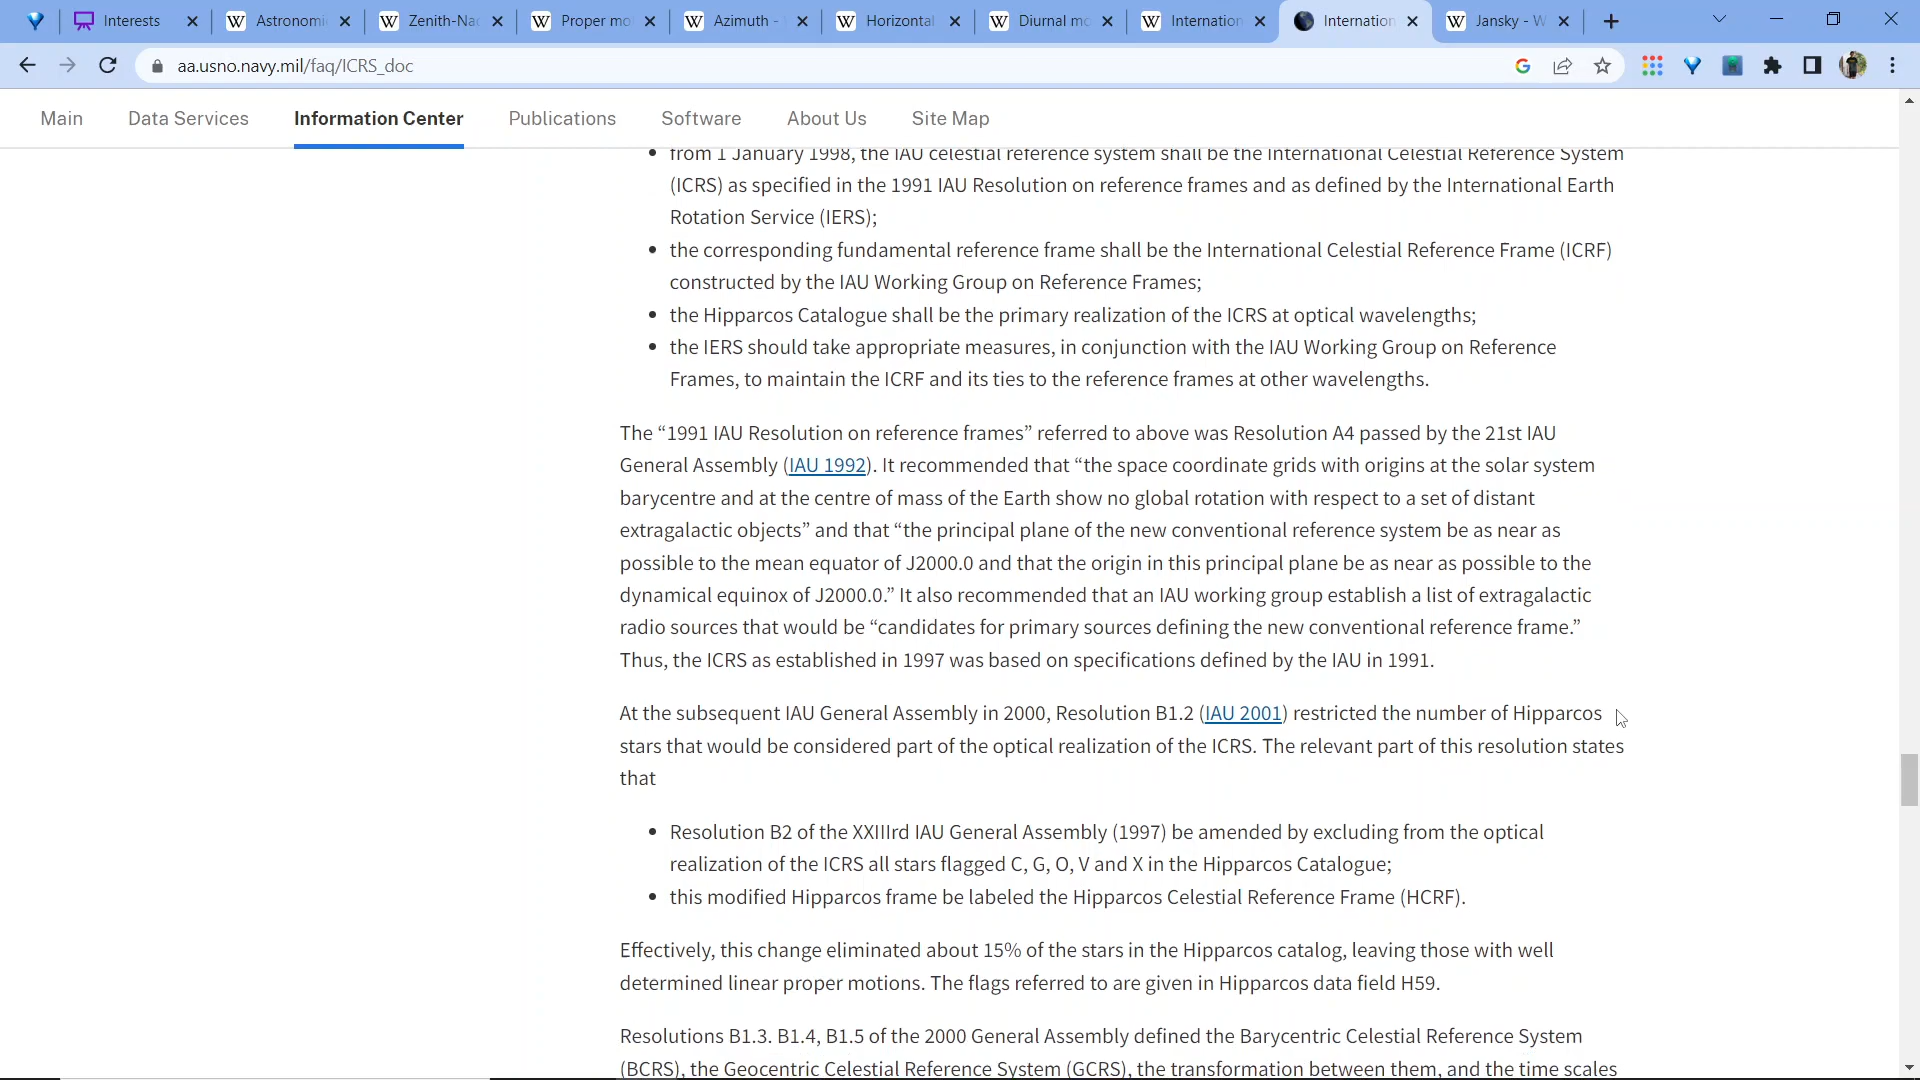 Interests
Astronomi
Zenith-Nad
Proper mo
Azimuth -
Horizontal
Diurnal mo
Internation
Internation
Jansky - W
aa.usno.navy.mil/faq/ICRS_doc
Main
Data Services
Information Center
Publications
Software
About Us
Site Map
• from 1 January 1998, the IAU celestial reference system shall be the International Celestial Reference System
(ICRS) as specified in the 1991 IAU Resolution on reference frames and as defined by the International Earth
Rotation Service (IERS);
• the corresponding fundamental reference frame shall be the International Celestial Reference Frame (ICRF)
constructed by the IAU Working Group on Reference Frames;
• the Hipparcos Catalogue shall be the primary realization of the ICRS at optical wavelengths;
• the IERS should take appropriate measures, in conjunction with the IAU Working Group on Reference
Frames, to maintain the ICRF and its ties to the reference frames at other wavelengths.
The “1991 IAU Resolution on reference frames” referred to above was Resolution A4 passed by the 21st IAU
General Assembly (IAU 1992). It recommended that “the space coordinate grids with origins at the solar system
barycentre and at the centre of mass of the Earth show no global rotation with respect to a set of distant
extragalactic objects” and that “the principal plane of the new conventional reference system be as near as
possible to the mean equator of J2000.0 and that the origin in this principal plane be as near as possible to the
dynamical equinox of J2000.0.” It also recommended that an IAU working group establish a list of extragalactic
radio sources that would be “candidates for primary sources defining the new conventional reference frame.”
Thus, the ICRS as established in 1997 was based on specifications defined by the IAU in 1991.
At the subsequent IAU General Assembly in 2000, Resolution B1.2 (IAU 2001) restricted the number of Hipparcos
stars that would be considered part of the optical realization of the ICRS. The relevant part of this resolution states
that
• Resolution B2 of the XXIIIrd IAU General Assembly (1997) be amended by excluding from the optical
realization of the ICRS all stars flagged C, G, O, V and X in the Hipparcos Catalogue;
• this modified Hipparcos frame be labeled the Hipparcos Celestial Reference Frame (HCRF).
Effectively, this change eliminated about 15% of the stars in the Hipparcos catalog, leaving those with well
determined linear proper motions. The flags referred to are given in Hipparcos data field H59.
Resolutions B1.3. B1.4, B1.5 of the 2000 General Assembly defined the Barycentric Celestial Reference System
(BCRS), the Geocentric Celestial Reference System (GCRS), the transformation between them, and the time scales